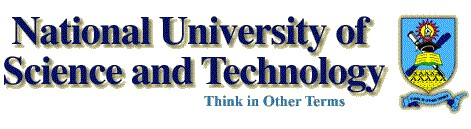 National University of
Science and Technology
Think in Other Terms